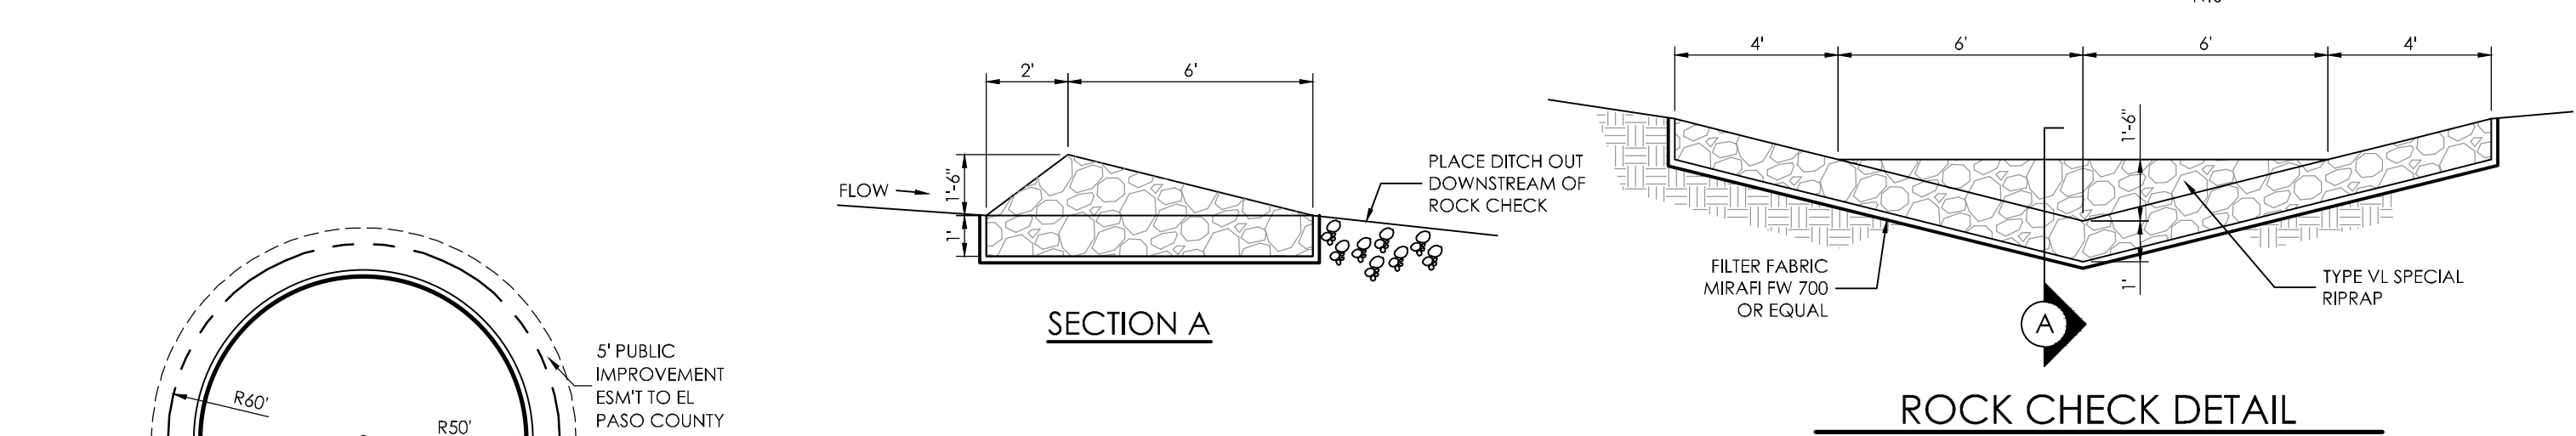 4'
6'
6'
4'
2'
6'
1'-6"
1'
FLOW
PLACE DITCH OUT
DOWNSTREAM OF
ROCK CHECK
SECTION A
1'-6"
1'
FILTER FABRIC
MIRAFI FW 700
OR EQUAL
TYPE VL SPECIAL
RIPRAP
A
ROCK CHECK DETAIL
5' PUBLIC
IMPROVEMENT
ESM'T TO EL
PASO COUNTY
R60'
R50'